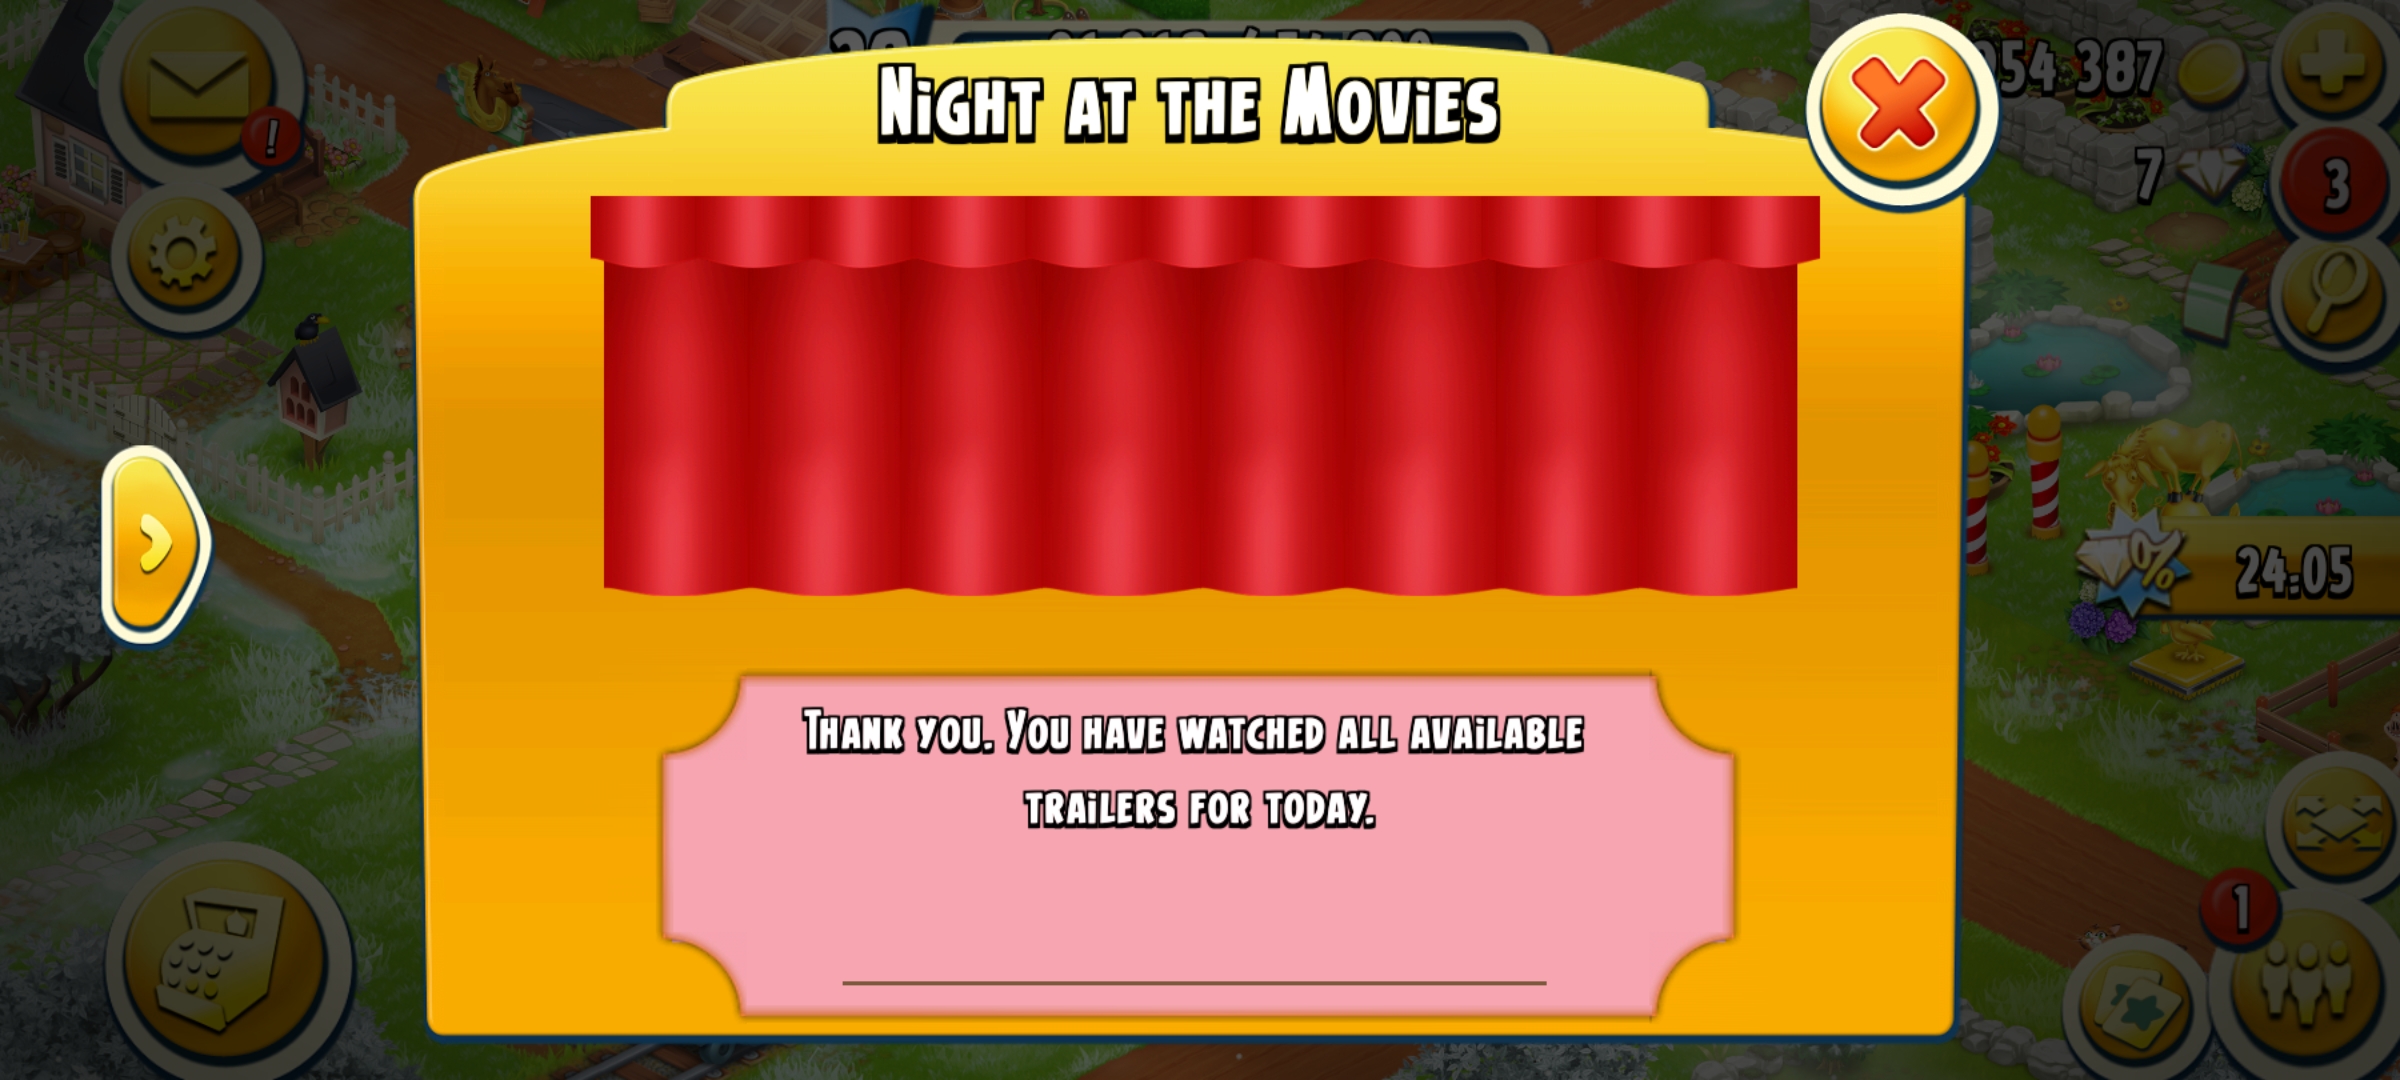 Night at the Movies
54 387
7
3
!
24:05
Thank you. You have watched all available
trailers for today.
1